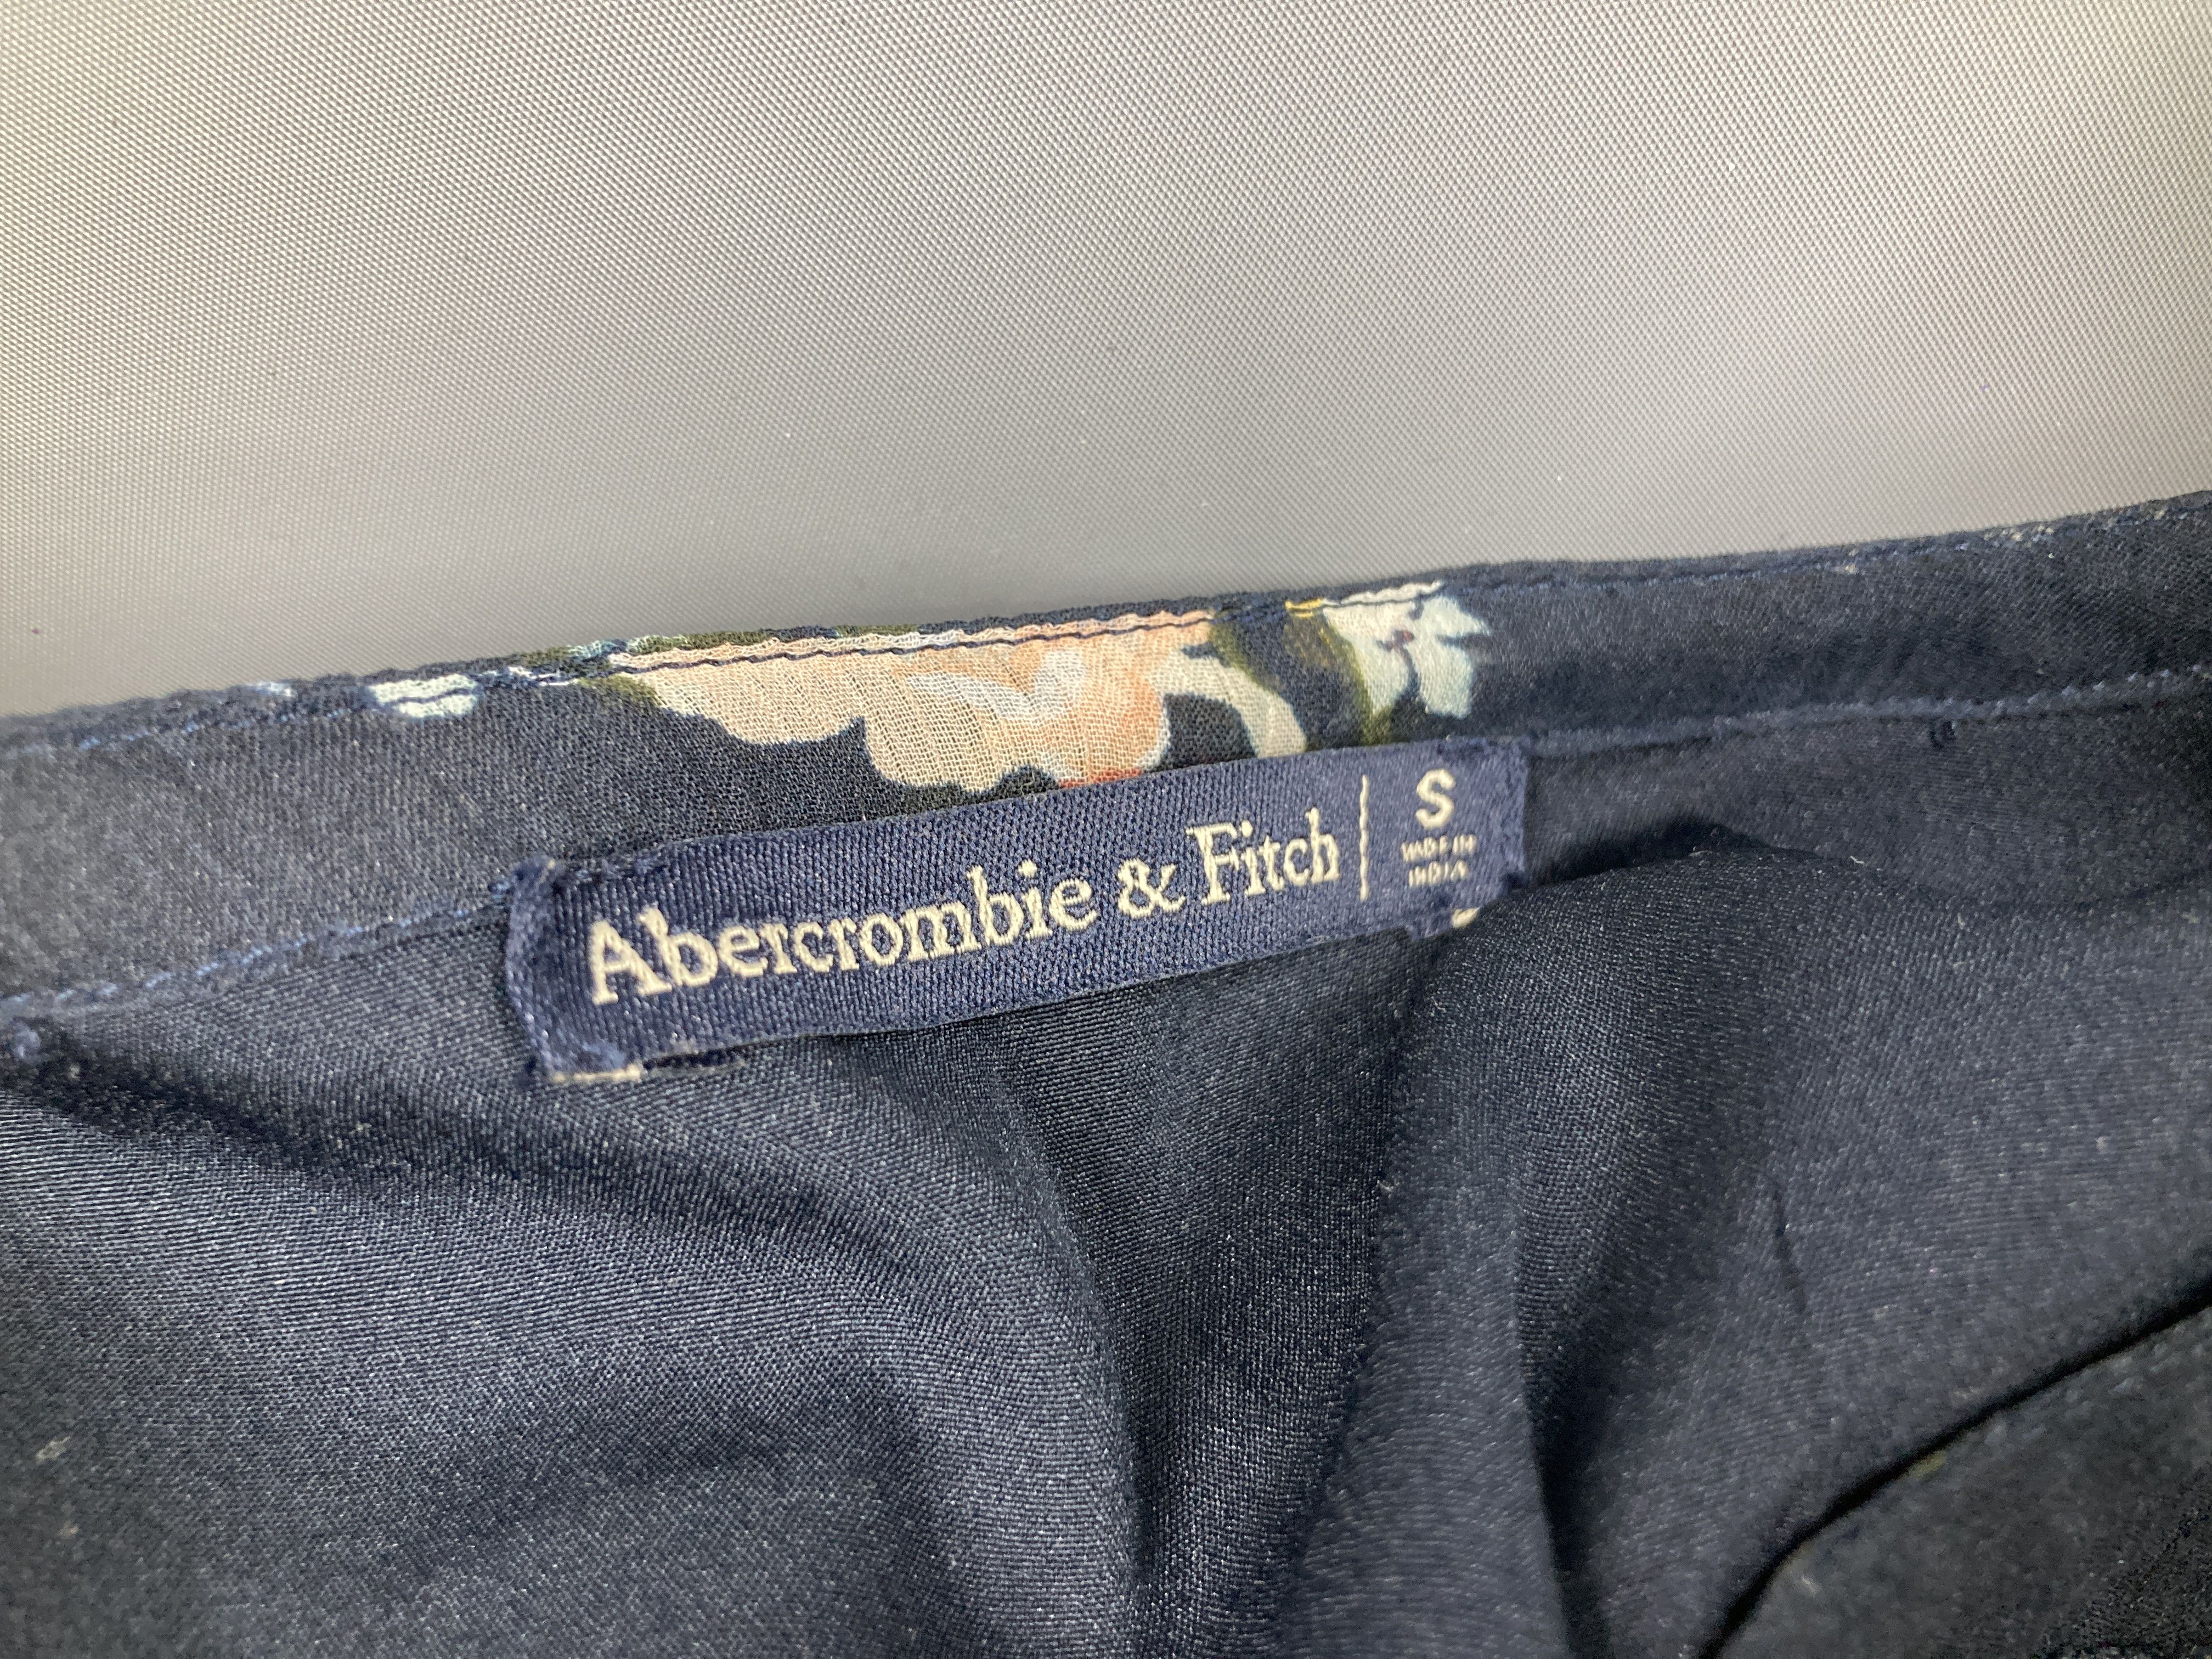 Abercrombie & Fitch | S
MADE IN
INDIA